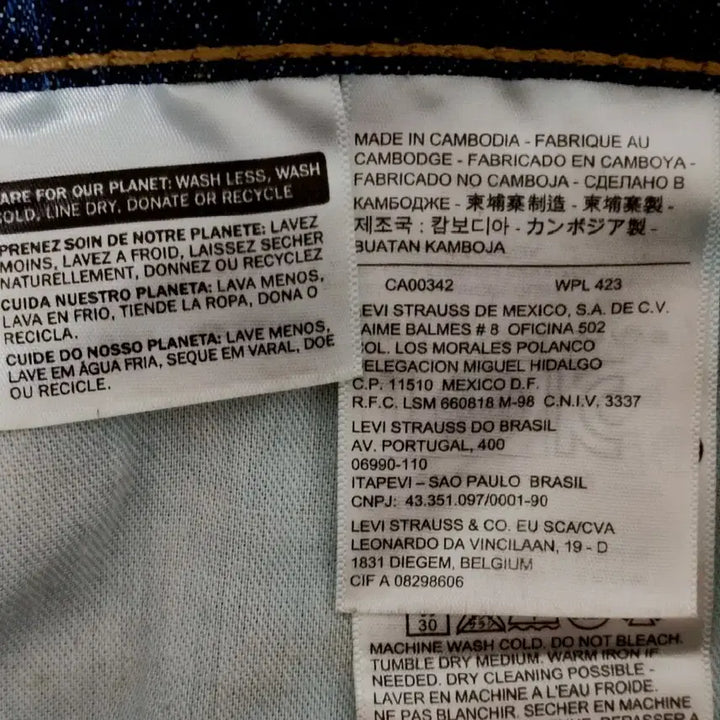 ARE FOR OUR PLANET: WASH LESS, WASH
OLD, LINE DRY, DONATE OR RECYCLE
PRENEZ SOIN DE NOTRE PLANETE: LAVEZ
MOINS, LAVEZ A FROID, LAISSEZ SECHER
NATURELLEMENT, DONNEZ OU RECYCLEZ
CUIDA NUESTRO PLANETA: LAVA MENOS,
LAVA EN FRIO, TIENDE LA ROPA, DONA O
RECICLA.
CUIDE DO NOSSO PLANETA: LAVE MENOS,
LAVE EM ÁGUA FRIA, SEQUE EM VARAL, DOE
OU RECICLE.
MADE IN CAMBODIA - FABRIQUE AU
CAMBODGE - FABRICADO EN CAMBOYA -
FABRICADO NO CAMBOJA - СДЕЛАНО В
КАМБОДЖЕ - 柬埔寨制造 - 柬埔寨製 -
제조국 : 캄보디아 - カンボジア製 -
BUATAN KAMBOJA
CA00342 WPL 423
EVI STRAUSS DE MEXICO, S.A. DE C.V.
AIME BALMES # 8 OFICINA 502
OL. LOS MORALES POLANCO
ELEGACION MIGUEL HIDALGO
C.P. 11510 MEXICO D.F.
R.F.C. LSM 660818 M-98 C.N.I.V. 3337
LEVI STRAUSS DO BRASIL
AV. PORTUGAL, 400
06990-110
ITAPEVI – SAO PAULO BRASIL
CNPJ: 43.351.097/0001-90
LEVI STRAUSS & CO. EU SCA/CVA
LEONARDO DA VINCILAAN, 19 - D
1831 DIEGEM, BELGIUM
CIF A 08298606
30
MACHINE WASH COLD. DO NOT BLEACH.
TUMBLE DRY MEDIUM. WARM IRON IF
NEEDED. DRY CLEANING POSSIBLE -
LAVER EN MACHINE A L'EAU FROIDE.
NE PAS BLANCHIR. SECHER EN MACHINE